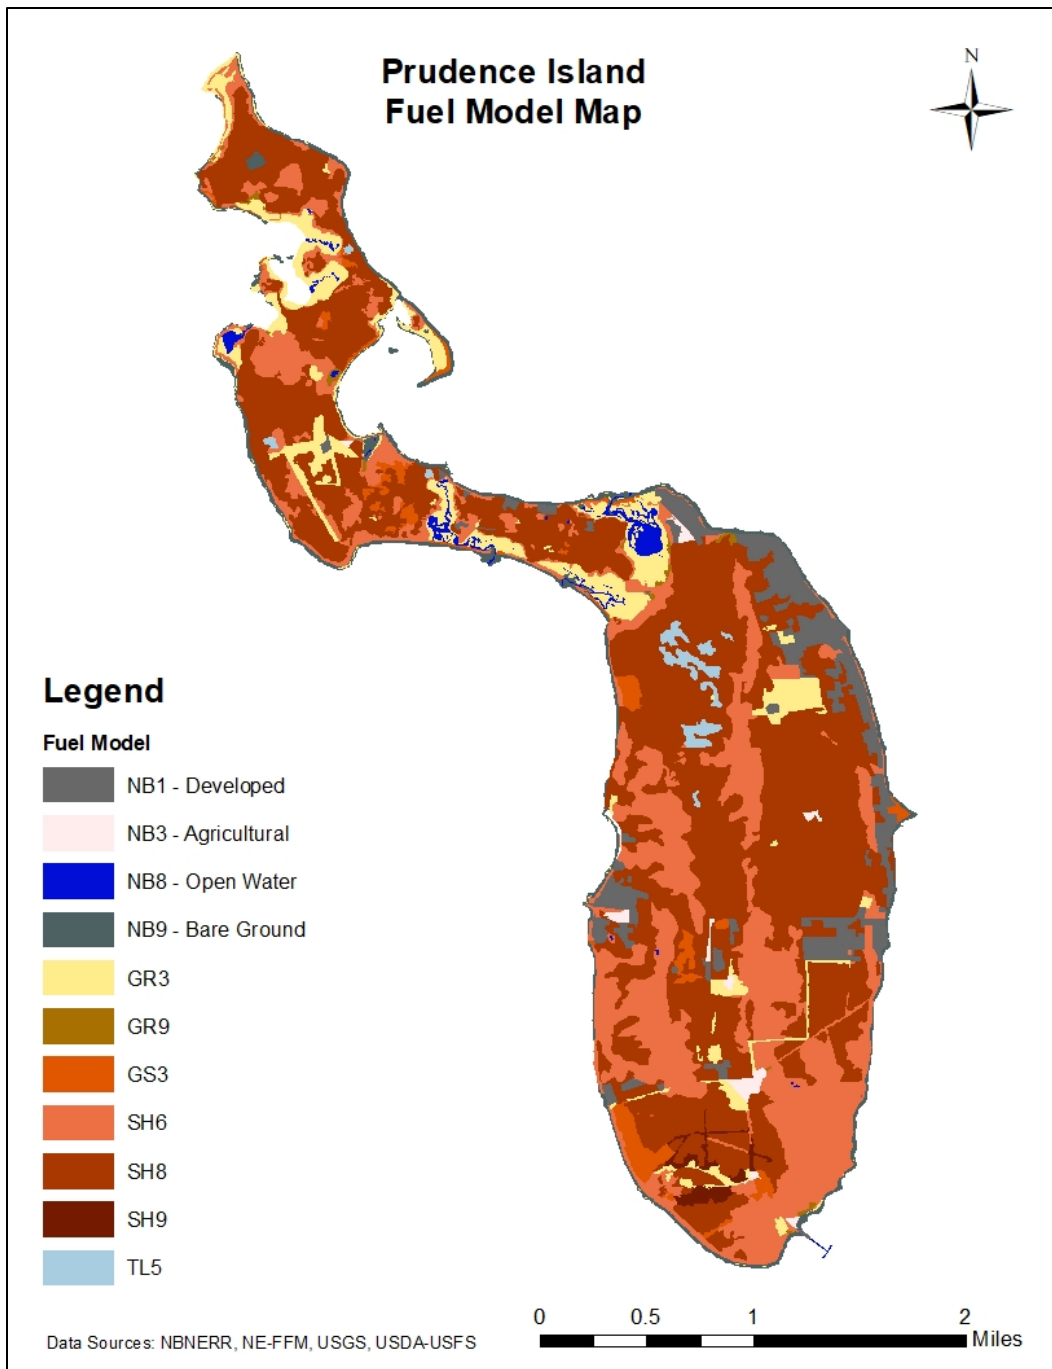 Prudence Island
Fuel Model Map
N
Legend
Fuel Model
NB1 - Developed
NB3 - Agricultural
NB8 - Open Water
NB9 - Bare Ground
GR3
GR9
GS3
SH6
SH8
SH9
TL5
Data Sources: NBNERR, NE-FFM, USGS, USDA-USFS
0 0.5 1 2
Miles